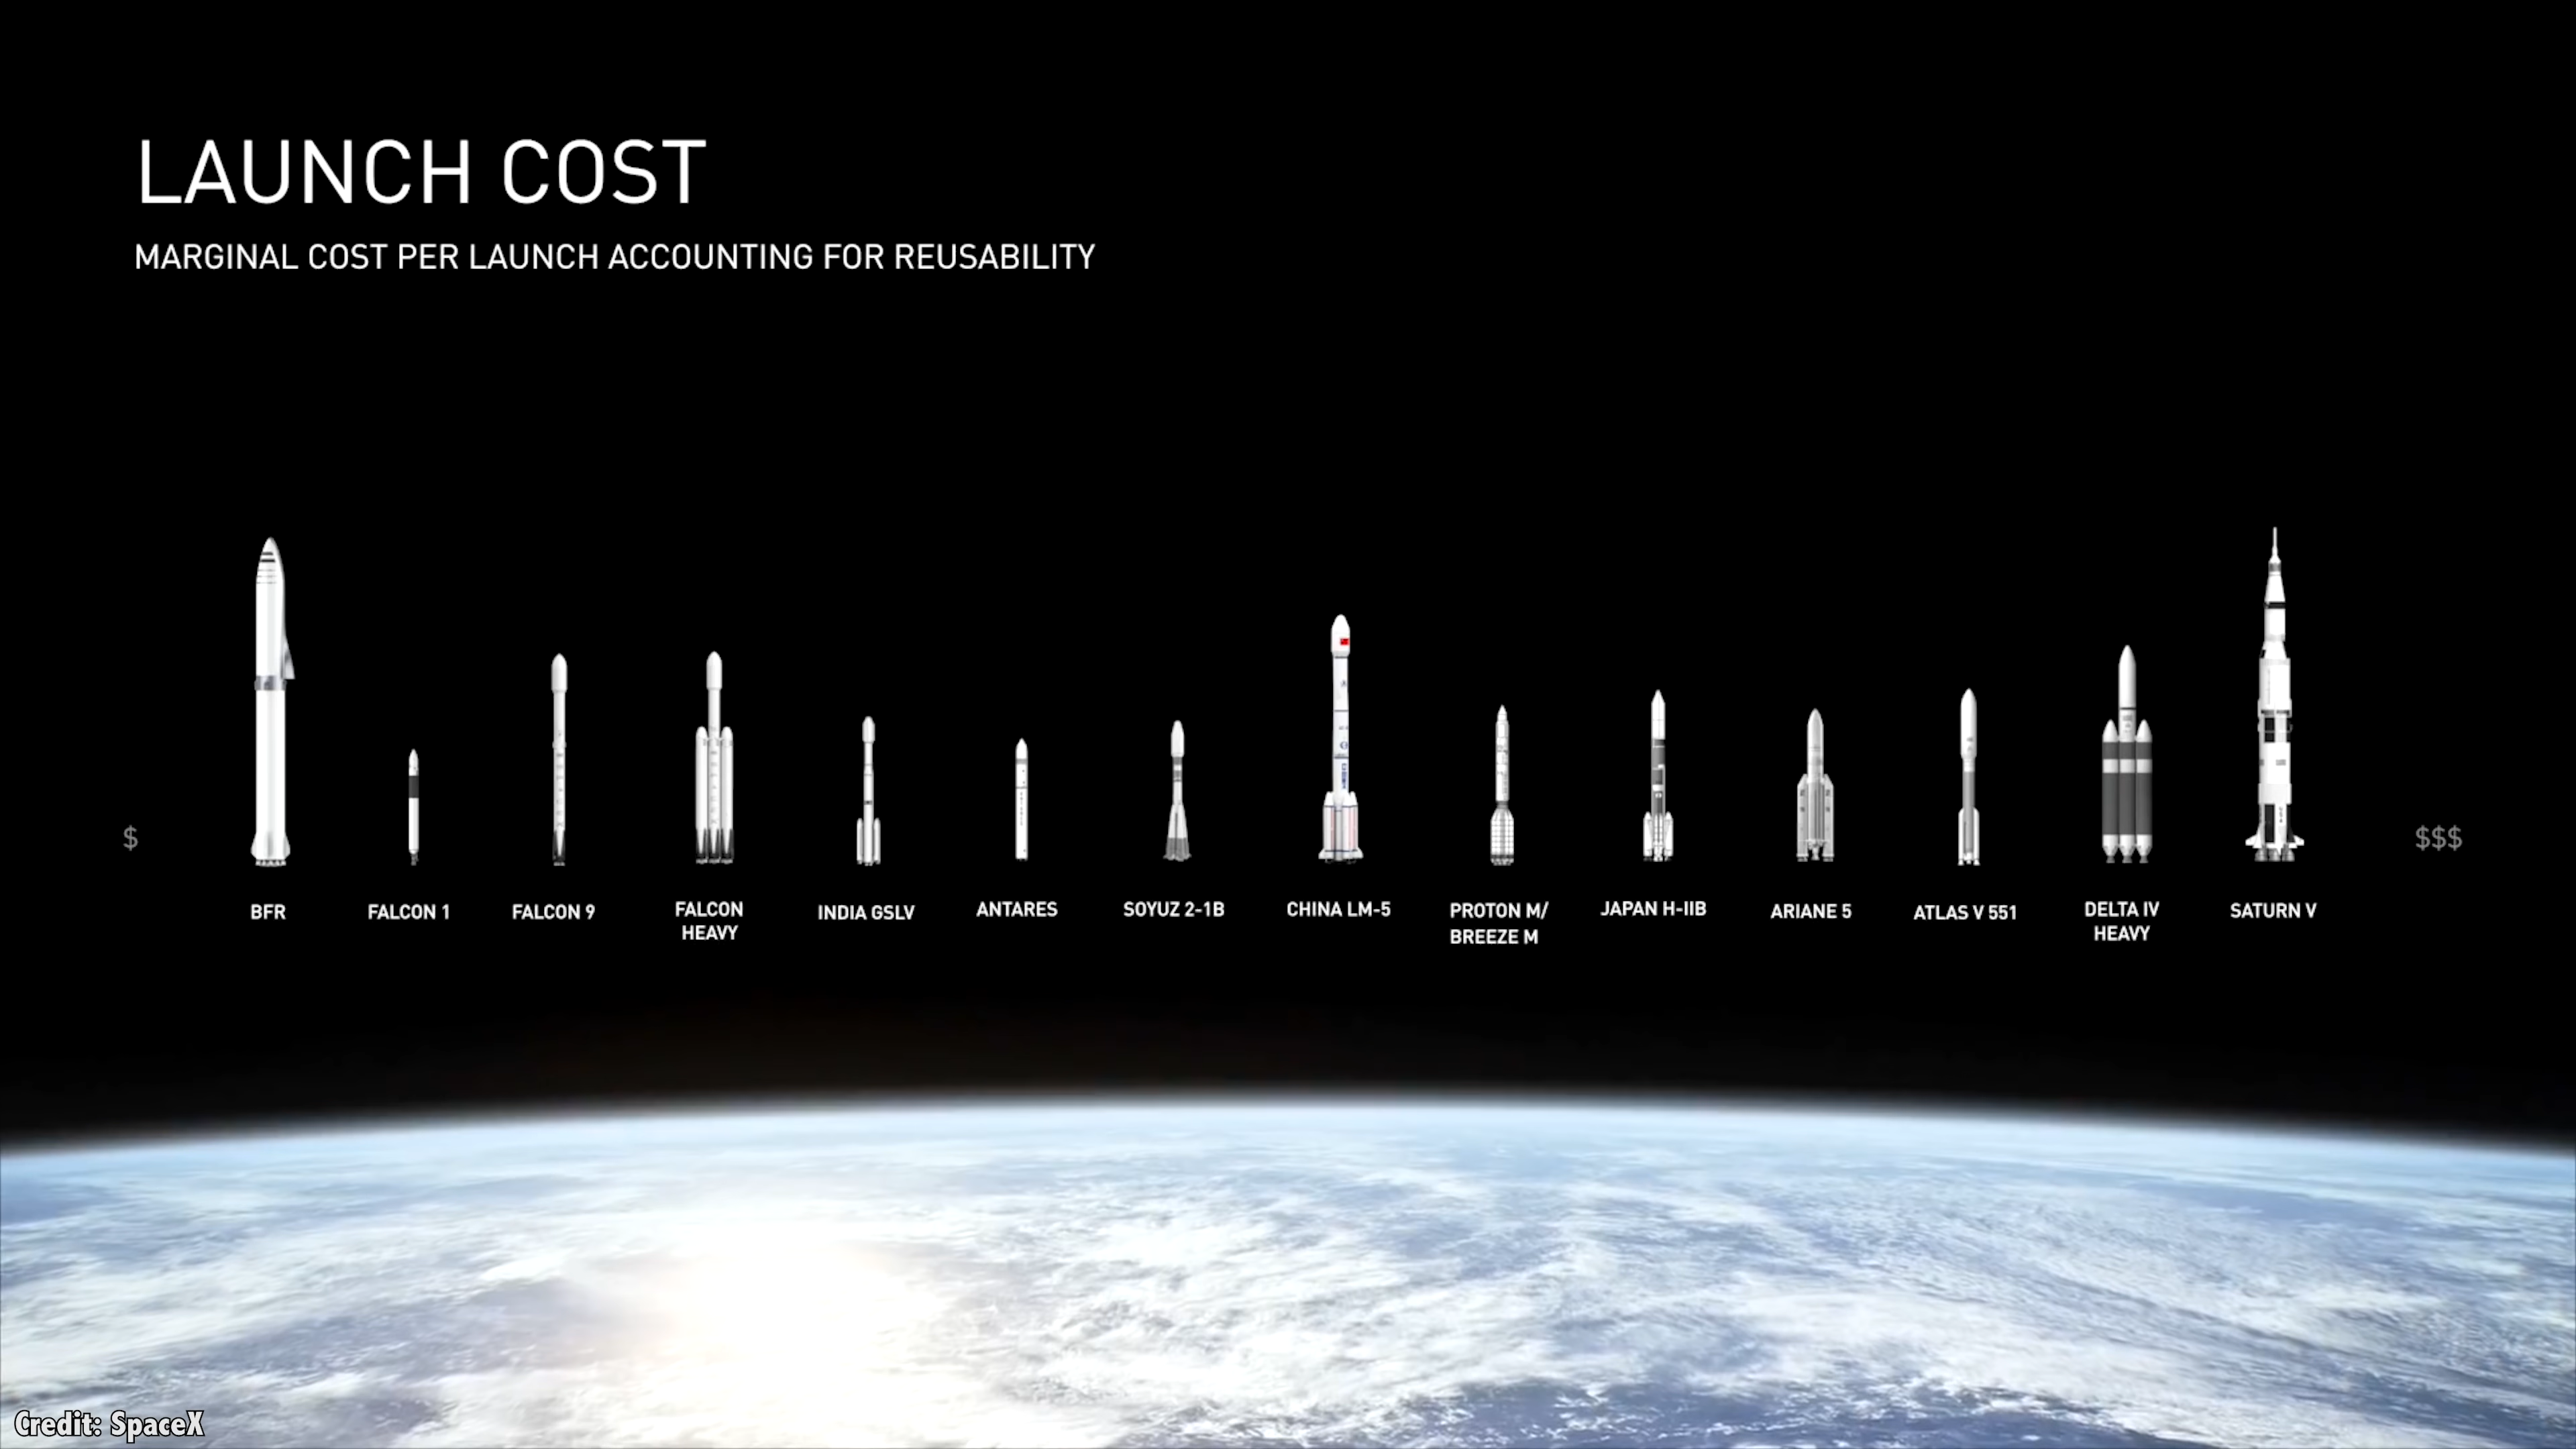 LAUNCH COST
MARGINAL COST PER LAUNCH ACCOUNTING FOR REUSABILITY
$
$$$
BFR
FALCON 1
FALCON 9
FALCON
HEAVY
INDIA GSLV
ANTARES
SOYUZ 2-1B
CHINA LM-5
PROTON M/
BREEZE M
JAPAN H-IIB
ARIANE 5
ATLAS V 551
DELTA IV
HEAVY
SATURN V
Credit: SpaceX